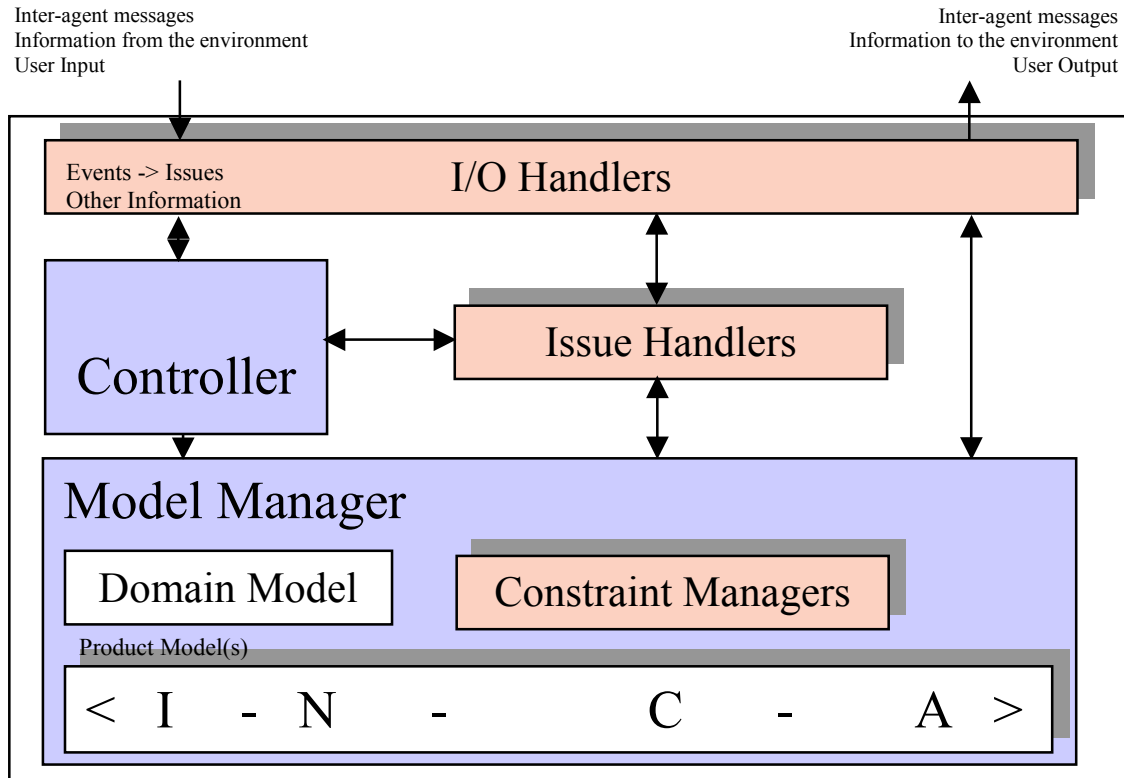 Inter-agent messages
Information from the environment
User Input
Inter-agent messages
Information to the environment
User Output
Events -> Issues
Other Information
I/O Handlers
Controller
Issue Handlers
Model Manager
Domain Model
Constraint Managers
Product Model(s)
< I - N - C - A >